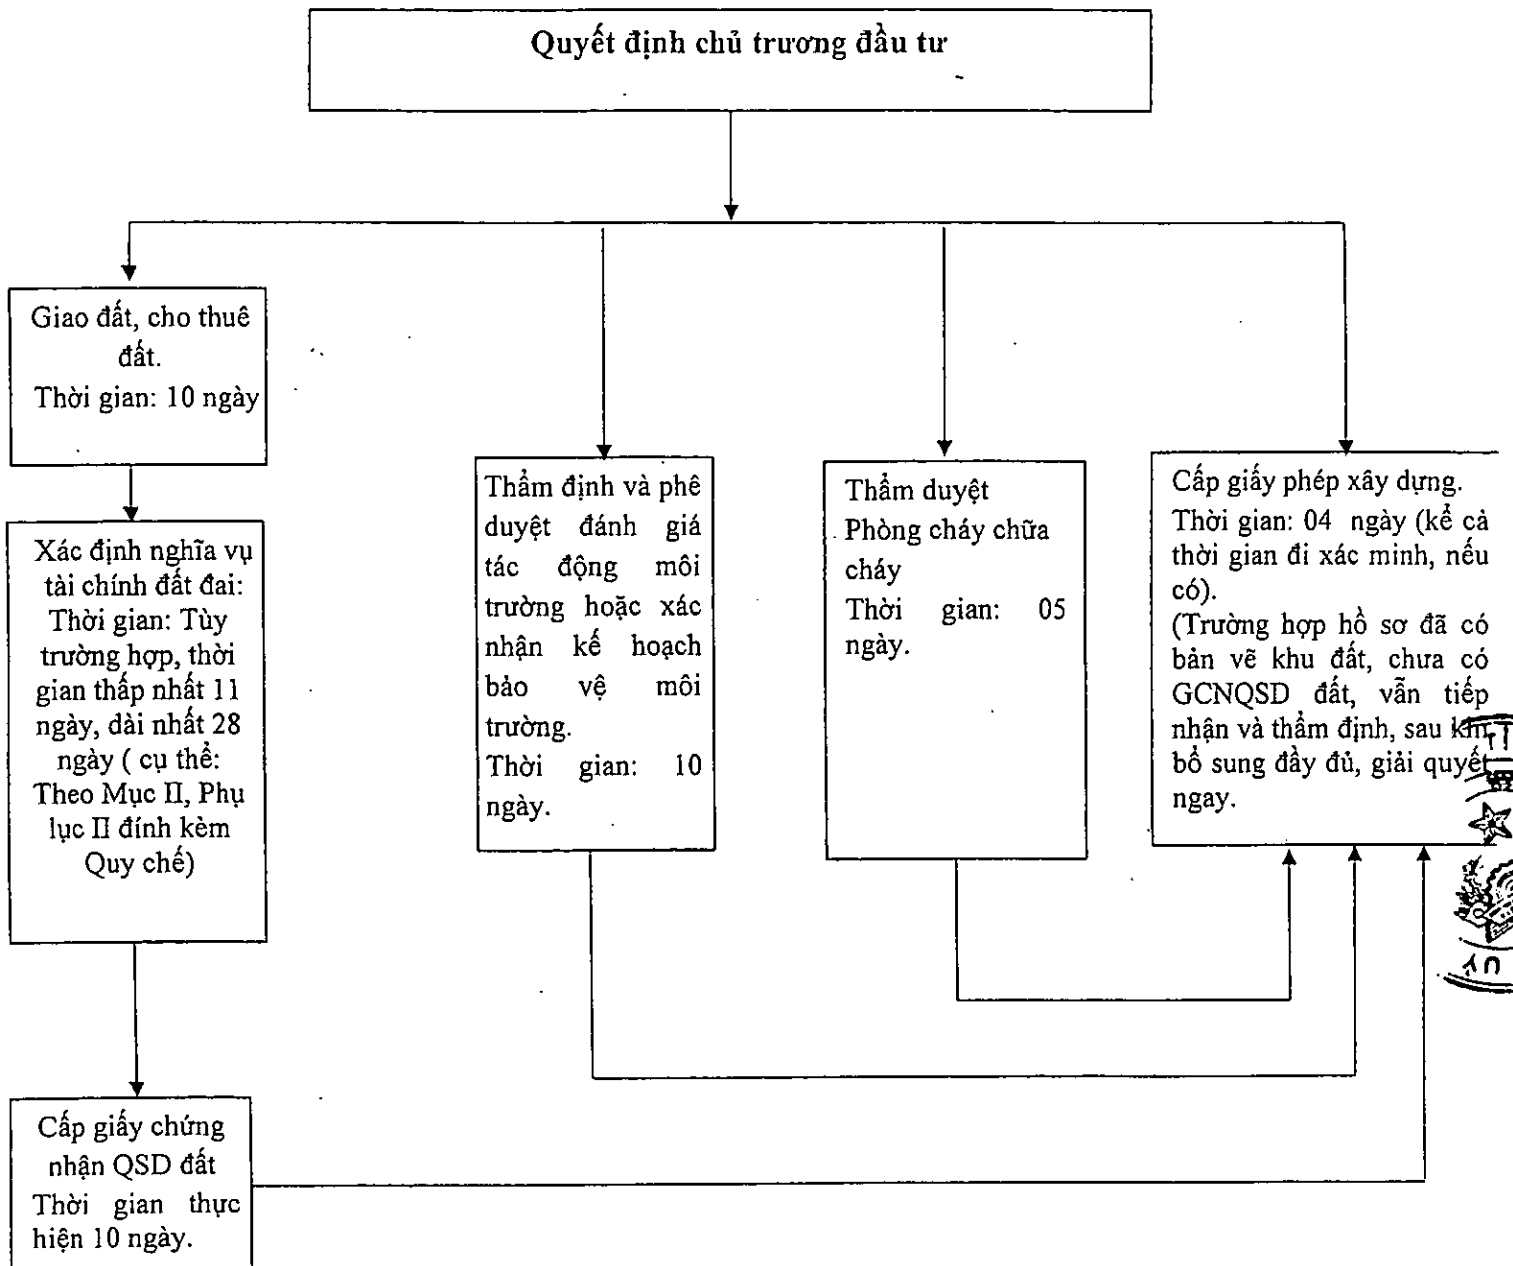 Quyết định chủ trương đầu tư
Giao đất, cho thuê
đất.
Thời gian: 10 ngày
Xác định nghĩa vụ
tài chính đất đai:
Thời gian: Tùy
trường hợp, thời
gian thấp nhất 11
ngày, dài nhất 28
ngày ( cụ thể:
Theo Mục II, Phụ
lục II đính kèm
Quy chế)
Cấp giấy chứng
nhận QSD đất
Thời gian thực
hiện 10 ngày.
Thẩm định và phê
duyệt đánh giá
tác động môi
trường hoặc xác
nhận kế hoạch
bảo vệ môi
trường.
Thời gian: 10
ngày.
Thẩm duyệt
Phòng cháy chữa
cháy
Thời gian: 05
ngày.
Cấp giấy phép xây dựng.
Thời gian: 04 ngày (kể cả
thời gian đi xác minh, nếu
có).
(Trường hợp hồ sơ đã có
bản vẽ khu đất, chưa có
GCNQSD đất, vẫn tiếp
nhận và thẩm định, sau khi
bổ sung đầy đủ, giải quyết
ngay.